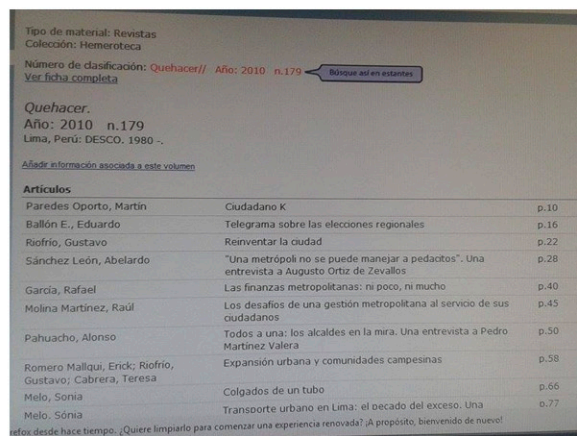 Tipo de material: Revistas
Colección: Hemeroteca
Número de clasificación: Quehacer// Año: 2010 n.179
Búsque así en estantes
Ver ficha completa
Quehacer.
Año: 2010 n.179
Lima, Perú: DESCO. 1980 -.
Añadir información asociada a este volumen
Artículos
Paredes Oporto, Martín Ciudadano K p.10
Ballón E., Eduardo Telegrama sobre las elecciones regionales p.16
Riofrío, Gustavo Reinventar la ciudad p.22
Sánchez León, Abelardo "Una metrópoli no se puede manejar a pedacitos". Una p.28
entrevista a Augusto Ortiz de Zevallos
García, Rafael Las finanzas metropolitanas: ni poco, ni mucho p.40
Molina Martínez, Raúl Los desafíos de una gestión metropolitana al servicio de sus p.45
ciudadanos
Pahuacho, Alonso Todos a una: los alcaldes en la mira. Una entrevista a Pedro p.50
Martínez Valera
Romero Mallqui, Erick; Riofrío, Expansión urbana y comunidades campesinas p.58
Gustavo; Cabrera, Teresa
Melo, Sonia Colgados de un tubo p.66
Melo, Sónia Transporte urbano en Lima: el pecado del exceso. Una p.77
refox desde hace tiempo. ¿Quiere limpiarlo para comenzar una experiencia renovada? ¡A propósito, bienvenido de nuevo!